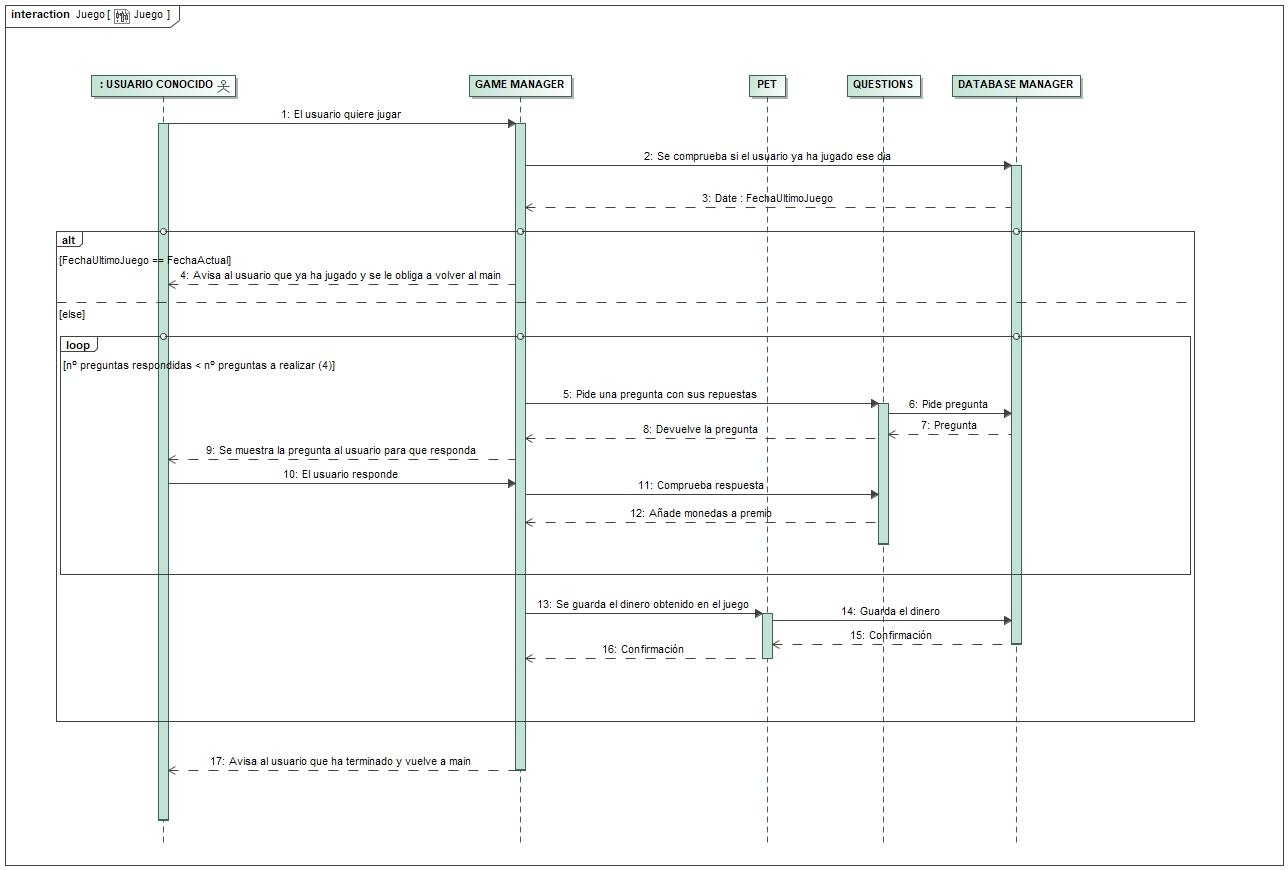 interaction Juego [ Juego ]
: USUARIO CONOCIDO
GAME MANAGER
PET
QUESTIONS
DATABASE MANAGER
1: El usuario quiere jugar
2: Se comprueba si el usuario ya ha jugado ese dia
3: Date : FechaUltimoJuego
alt
[FechaUltimoJuego == FechaActual]
4: Avisa al usuario que ya ha jugado y se le obliga a volver al main
[else]
loop
[nº preguntas respondidas < nº preguntas a realizar (4)]
5: Pide una pregunta con sus repuestas
6: Pide pregunta
7: Pregunta
8: Devuelve la pregunta
9: Se muestra la pregunta al usuario para que responda
10: El usuario responde
11: Comprueba respuesta
12: Añade monedas a premio
13: Se guarda el dinero obtenido en el juego
14: Guarda el dinero
15: Confirmación
16: Confirmación
17: Avisa al usuario que ha terminado y vuelve a main